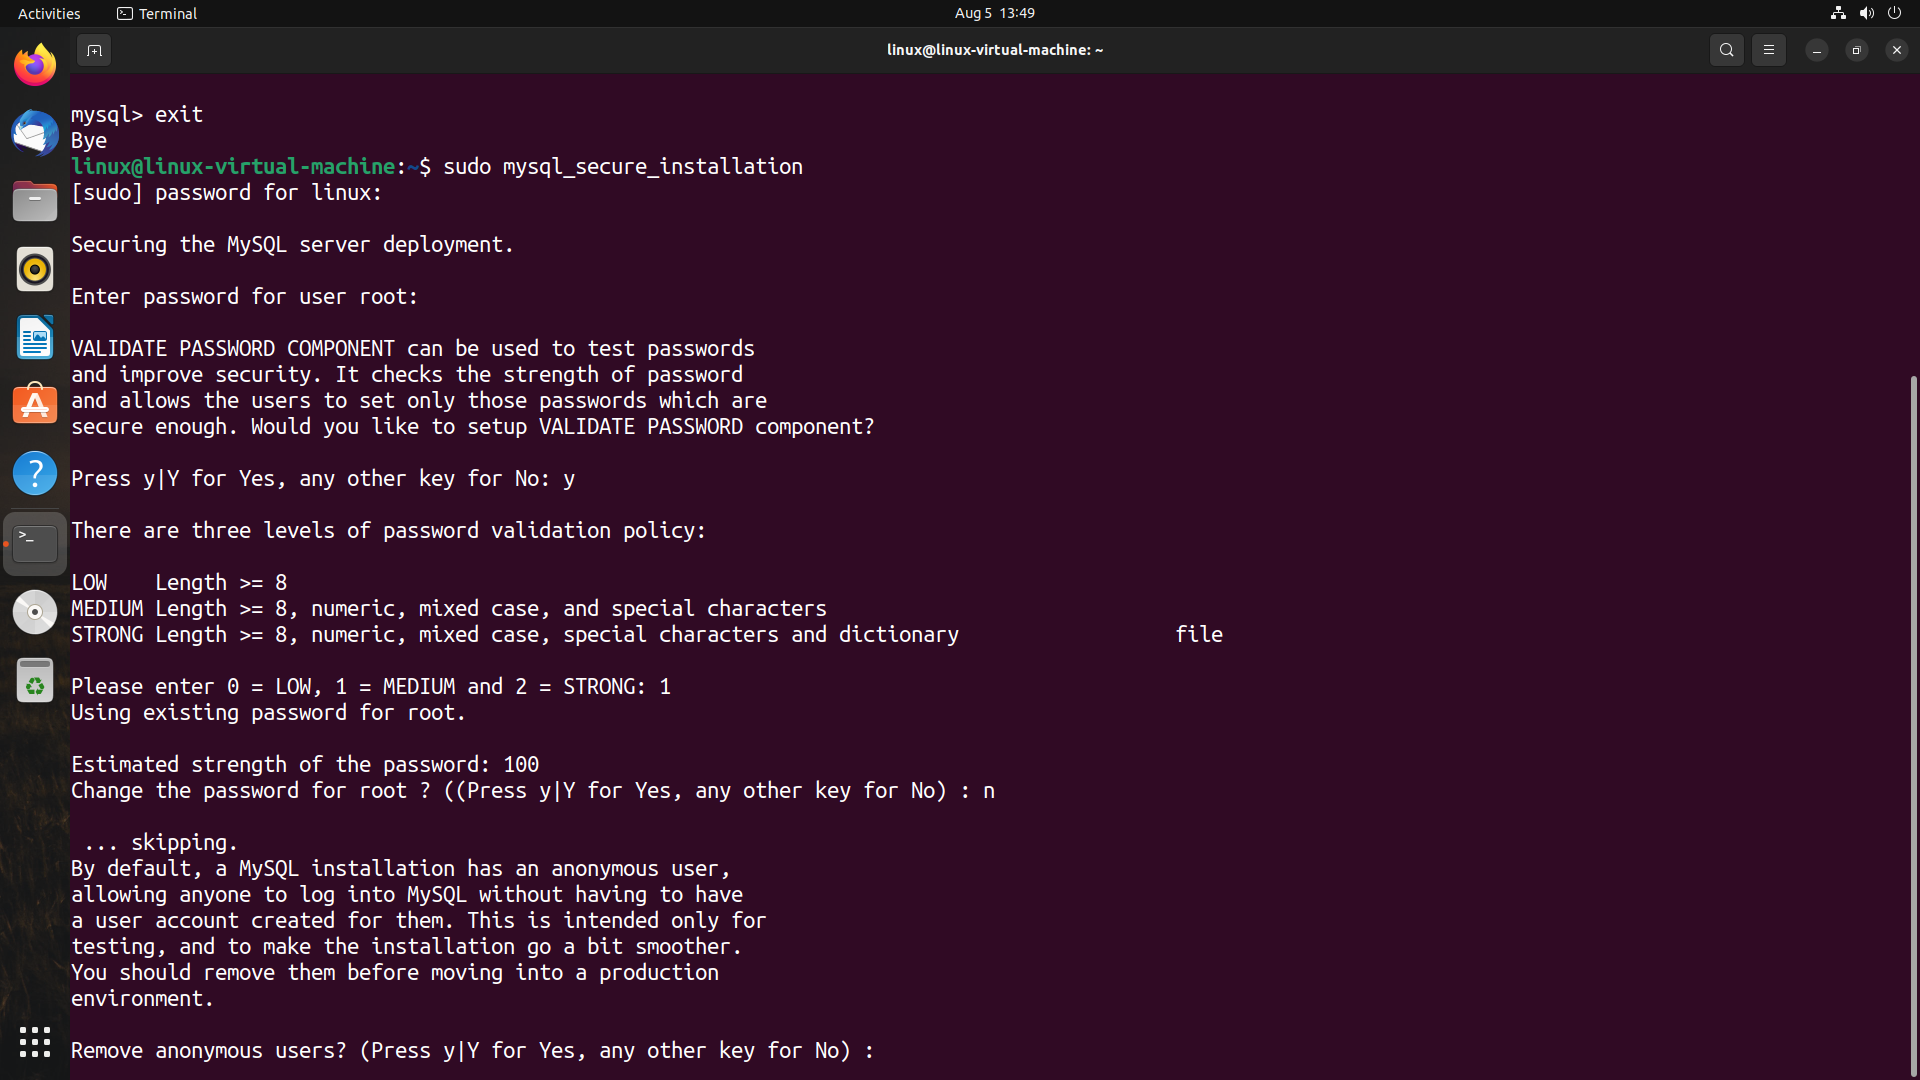 Activities
Terminal
Aug 5 13:49
linux@linux-virtual-machine: ~
mysql> exit
Bye
linux@linux-virtual-machine:~$ sudo mysql_secure_installation
[sudo] password for linux:
Securing the MySQL server deployment.
Enter password for user root:
VALIDATE PASSWORD COMPONENT can be used to test passwords
and improve security. It checks the strength of password
and allows the users to set only those passwords which are
secure enough. Would you like to setup VALIDATE PASSWORD component?
Press y|Y for Yes, any other key for No: y
There are three levels of password validation policy:
LOW    Length >= 8
MEDIUM Length >= 8, numeric, mixed case, and special characters
STRONG Length >= 8, numeric, mixed case, special characters and dictionary                  file
Please enter 0 = LOW, 1 = MEDIUM and 2 = STRONG: 1
Using existing password for root.
Estimated strength of the password: 100
Change the password for root ? ((Press y|Y for Yes, any other key for No) : n
 ... skipping.
By default, a MySQL installation has an anonymous user,
allowing anyone to log into MySQL without having to have
a user account created for them. This is intended only for
testing, and to make the installation go a bit smoother.
You should remove them before moving into a production
environment.
Remove anonymous users? (Press y|Y for Yes, any other key for No) :